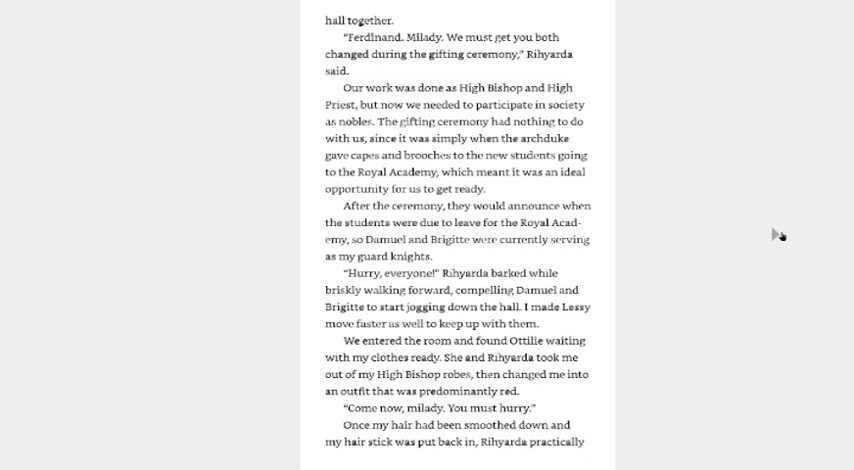 hall together.
“Ferdinand. Milady. We must get you both
changed during the gifting ceremony,” Rihyarda
said.
Our work was done as High Bishop and High
Priest, but now we needed to participate in society
as nobles. The gifting ceremony had nothing to do
with us, since it was simply when the archduke
gave capes and brooches to the new students going
to the Royal Academy, which meant it was an ideal
opportunity for us to get ready.
After the ceremony, they would announce when
the students were due to leave for the Royal Acad-
emy, so Damuel and Brigitte were currently serving
as my guard knights.
“Hurry, everyone!” Rihyarda barked while
briskly walking forward, compelling Damuel and
Brigitte to start jogging down the hall. I made Lessy
move faster as well to keep up with them.
We entered the room and found Ottilie waiting
with my clothes ready. She and Rihyarda took me
out of my High Bishop robes, then changed me into
an outfit that was predominantly red.
“Come now, milady. You must hurry.”
Once my hair had been smoothed down and
my hair stick was put back in, Rihyarda practically